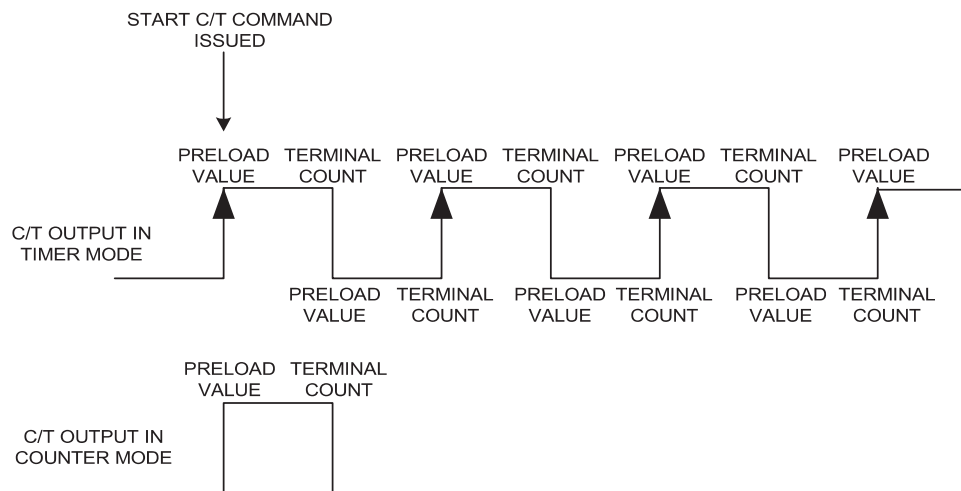 START C/T COMMAND
ISSUED
PRELOAD VALUE
TERMINAL COUNT
PRELOAD VALUE
TERMINAL COUNT
PRELOAD VALUE
TERMINAL COUNT
PRELOAD VALUE
C/T OUTPUT IN
TIMER MODE
PRELOAD VALUE
TERMINAL COUNT
PRELOAD VALUE
TERMINAL COUNT
PRELOAD VALUE
TERMINAL COUNT
PRELOAD VALUE
TERMINAL COUNT
C/T OUTPUT IN
COUNTER MODE